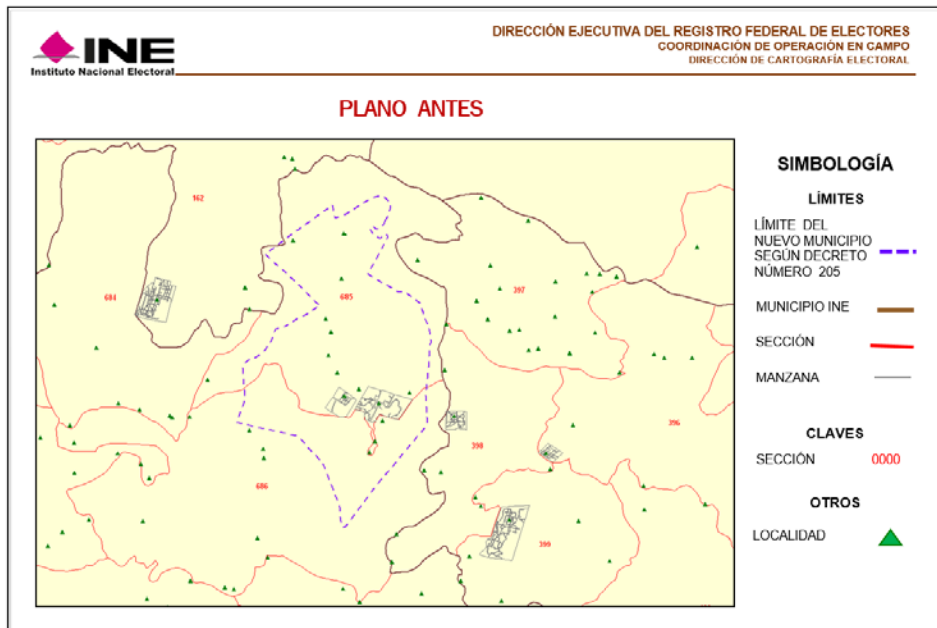 INE
Instituto Nacional Electoral
DIRECCIÓN EJECUTIVA DEL REGISTRO FEDERAL DE ELECTORES
COORDINACIÓN DE OPERACIÓN EN CAMPO
DIRECCIÓN DE CARTOGRAFÍA ELECTORAL
PLANO ANTES
162
684
685
397
396
398
686
399
SIMBOLOGÍA
LÍMITES
LÍMITE DEL
NUEVO MUNICIPIO
SEGÚN DECRETO
NÚMERO 205
MUNICIPIO INE
SECCIÓN
MANZANA
CLAVES
SECCIÓN 0000
OTROS
LOCALIDAD